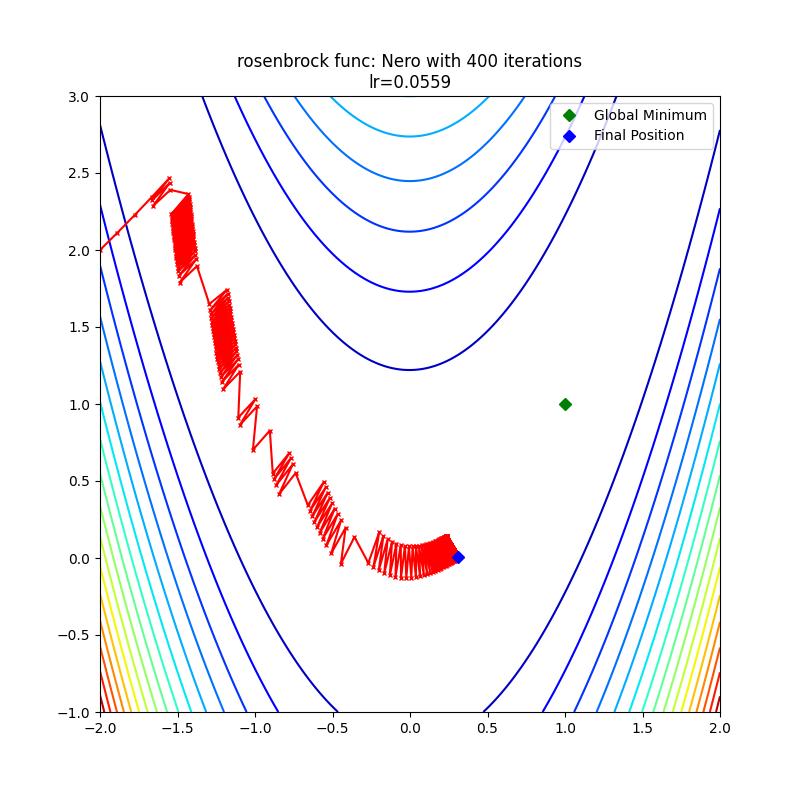 rosenbrock func: Nero with 400 iterations
lr=0.0559
Global Minimum
Final Position
3.0
2.5
2.0
1.5
1.0
0.5
0.0
−0.5
−1.0
−2.0 −1.5 −1.0 −0.5 0.0 0.5 1.0 1.5 2.0